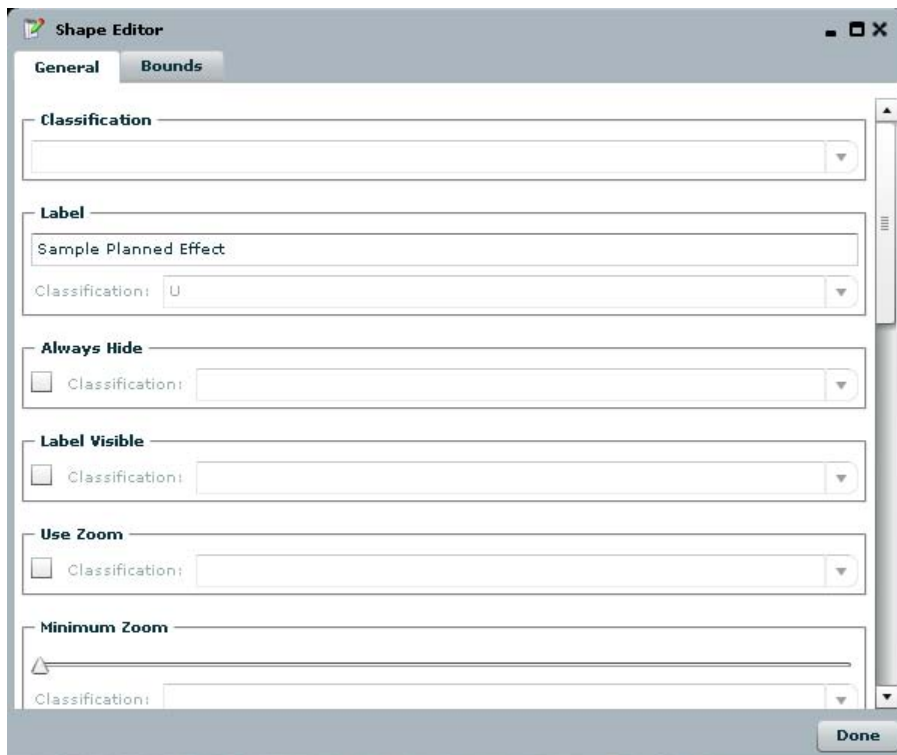 Shape Editor
General Bounds
Classification
Label
Sample Planned Effect
Classification: U
Always Hide
Classification:
Label Visible
Classification:
Use Zoom
Classification:
Minimum Zoom
Classification:
Done